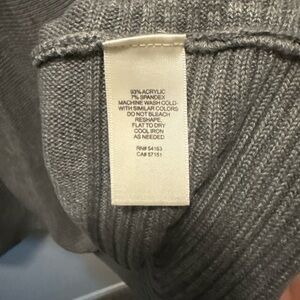 93% ACRYLIC
7% SPANDEX
MACHINE WASH COLD-
WITH SIMILAR COLORS
DO NOT BLEACH
RESHAPE,
FLAT TO DRY
COOL IRON
AS NEEDED
RN# 54163
CA# 57151